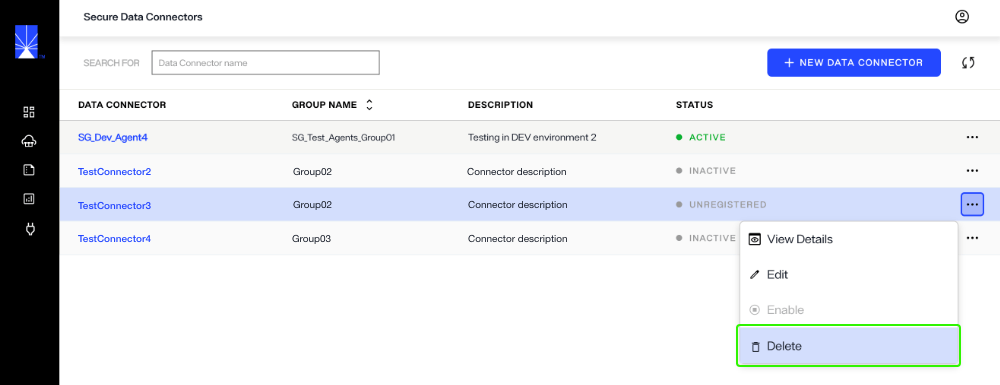 Secure Data Connectors
SEARCH FOR Data Connector name + NEW DATA CONNECTOR
DATA CONNECTOR GROUP NAME DESCRIPTION STATUS
SG_Dev_Agent4 SG_Test_Agents_Group01 Testing in DEV environment 2 ACTIVE
TestConnector2 Group02 Connector description INACTIVE
TestConnector3 Group02 Connector description UNREGISTERED
TestConnector4 Group03 Connector description INACTIVE
View Details
Edit
Enable
Delete